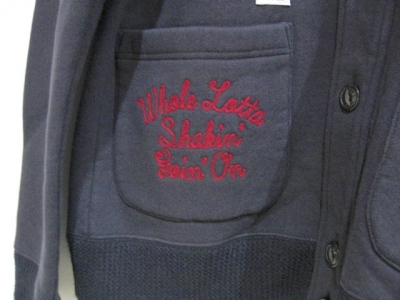 Whole Lotta
Shakin'
Goin' On